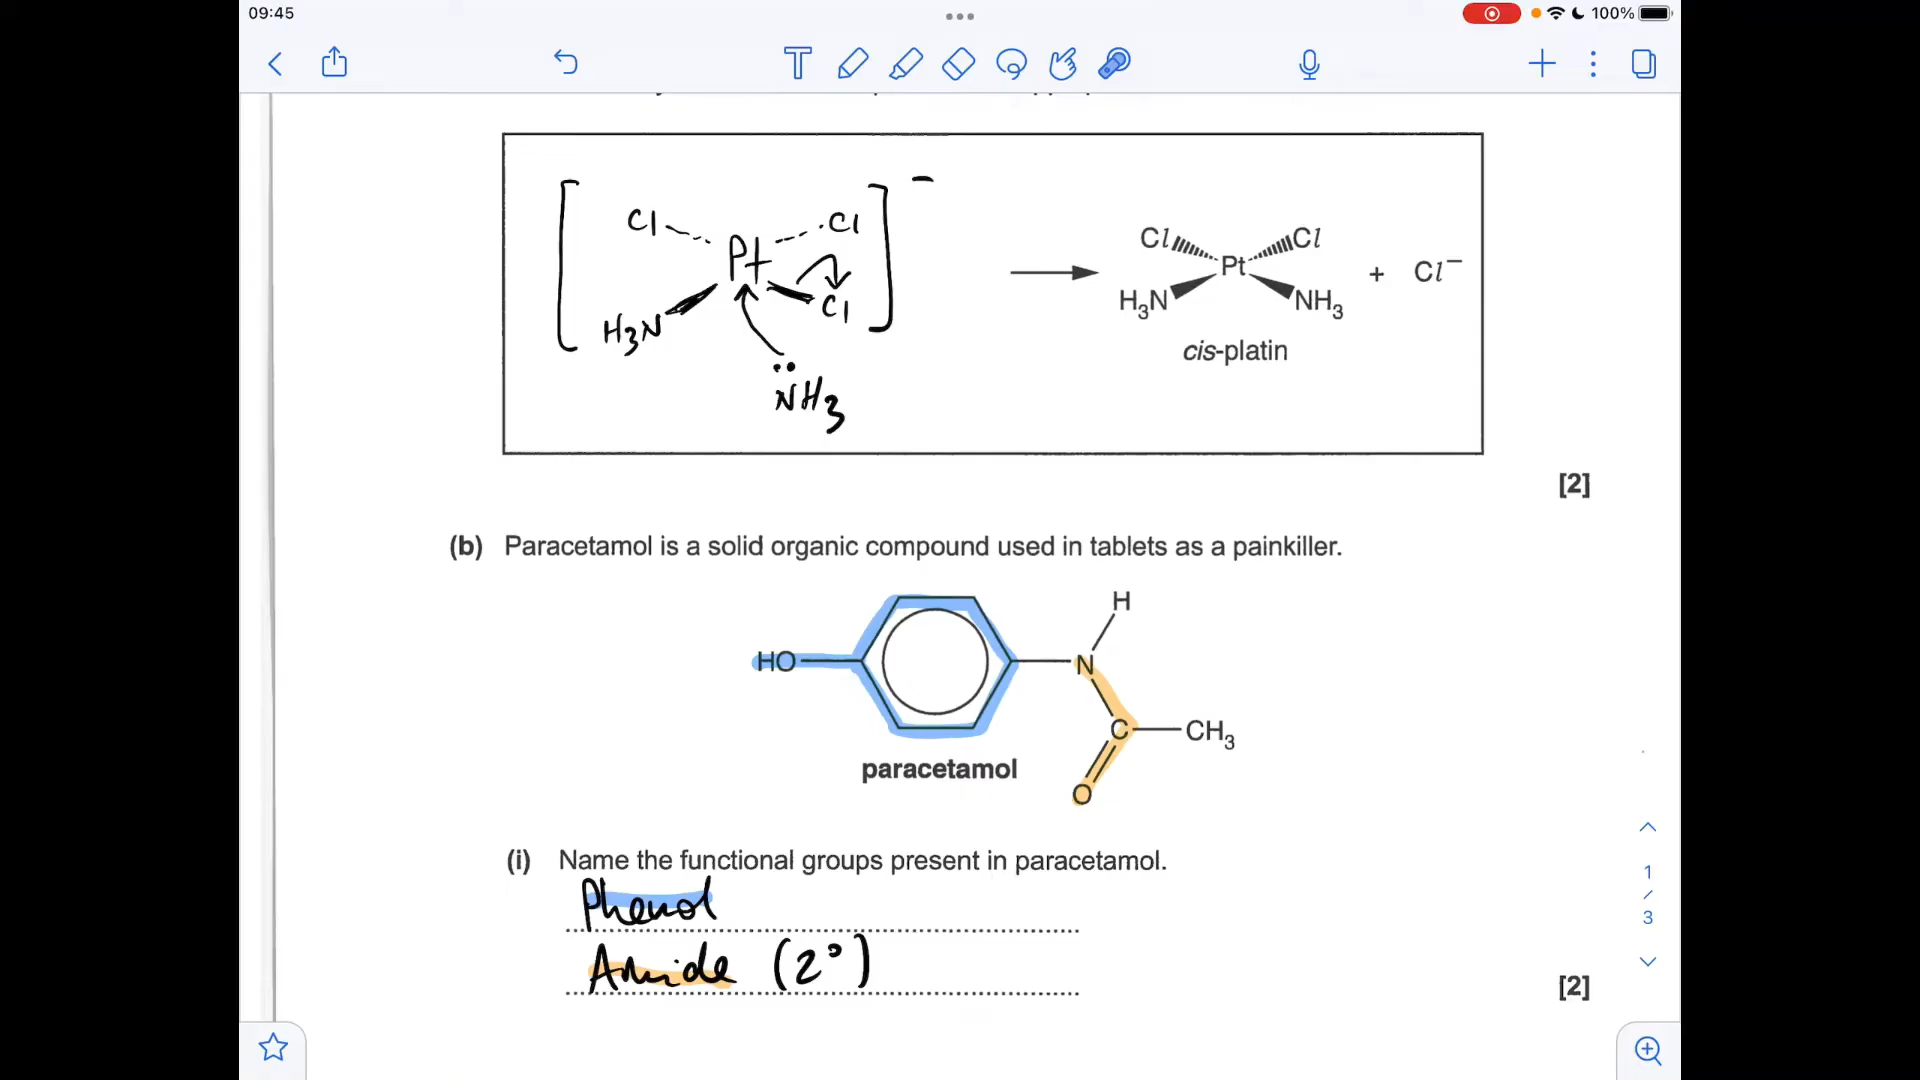 09:45
100%
[ Cl Pt Cl ]⁻
H₃N Cl
:NH₃
Cl Cl
Pt + Cl⁻
H₃N NH₃
cis-platin
[2]
(b) Paracetamol is a solid organic compound used in tablets as a painkiller.
H
HO N
C CH₃
O
paracetamol
(i) Name the functional groups present in paracetamol.
Phenol
Amide (2°)
[2]
1
/
3